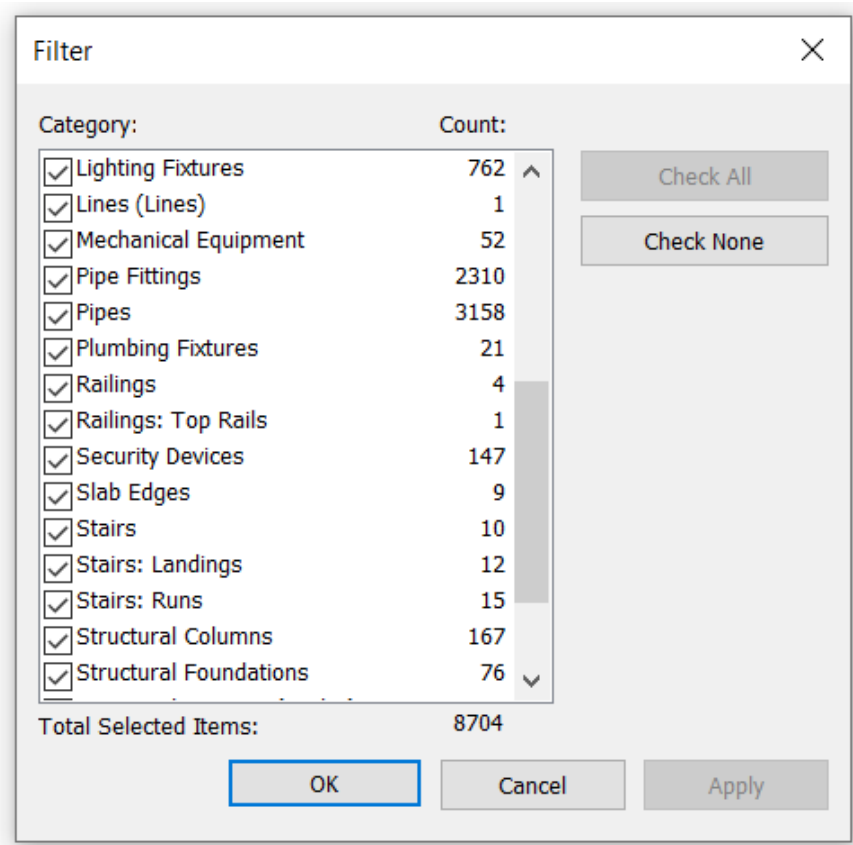 Filter
Category: Count:
Lighting Fixtures 762
Lines (Lines) 1
Mechanical Equipment 52
Pipe Fittings 2310
Pipes 3158
Plumbing Fixtures 21
Railings 4
Railings: Top Rails 1
Security Devices 147
Slab Edges 9
Stairs 10
Stairs: Landings 12
Stairs: Runs 15
Structural Columns 167
Structural Foundations 76
Total Selected Items: 8704
Check All
Check None
OK Cancel Apply